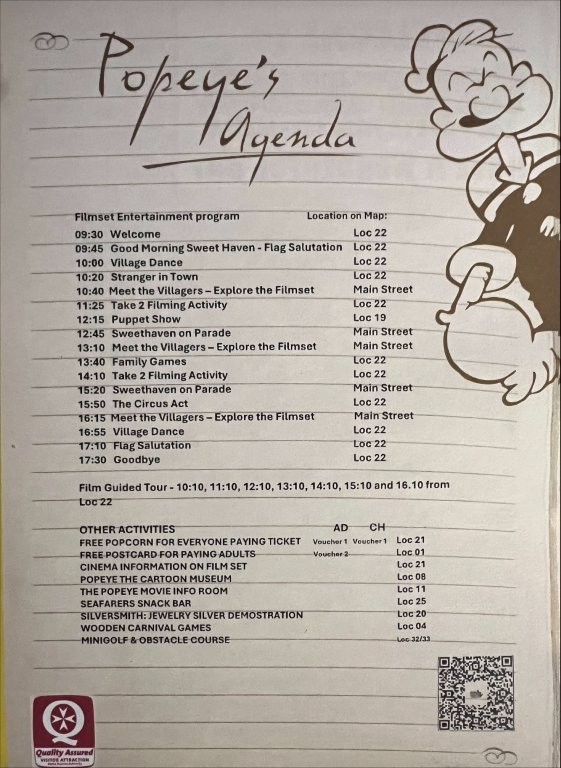 Popeye's
Agenda
Filmset Entertainment program Location on Map:
09:30 Welcome Loc 22
09:45 Good Morning Sweet Haven - Flag Salutation Loc 22
10:00 Village Dance Loc 22
10:20 Stranger in Town Loc 22
10:40 Meet the Villagers – Explore the Filmset Main Street
11:25 Take 2 Filming Activity Loc 22
12:15 Puppet Show Loc 19
12:45 Sweethaven on Parade Main Street
13:10 Meet the Villagers – Explore the Filmset Main Street
13:40 Family Games Loc 22
14:10 Take 2 Filming Activity Loc 22
15:20 Sweethaven on Parade Main Street
15:50 The Circus Act Loc 22
16:15 Meet the Villagers – Explore the Filmset Main Street
16:55 Village Dance Loc 22
17:10 Flag Salutation Loc 22
17:30 Goodbye Loc 22
Film Guided Tour - 10:10, 11:10, 12:10, 13:10, 14:10, 15:10 and 16.10 from
Loc 22
OTHER ACTIVITIES AD CH
FREE POPCORN FOR EVERYONE PAYING TICKET Voucher 1 Voucher 1 Loc 21
FREE POSTCARD FOR PAYING ADULTS Voucher 2 Loc 01
CINEMA INFORMATION ON FILM SET Loc 21
POPEYE THE CARTOON MUSEUM Loc 08
THE POPEYE MOVIE INFO ROOM Loc 11
SEAFARERS SNACK BAR Loc 25
SILVERSMITH: JEWELRY SILVER DEMOSTRATION Loc 20
WOODEN CARNIVAL GAMES Loc 04
MINIGOLF & OBSTACLE COURSE Loc 32/33
Quality Assured
VISITOR ATTRACTION